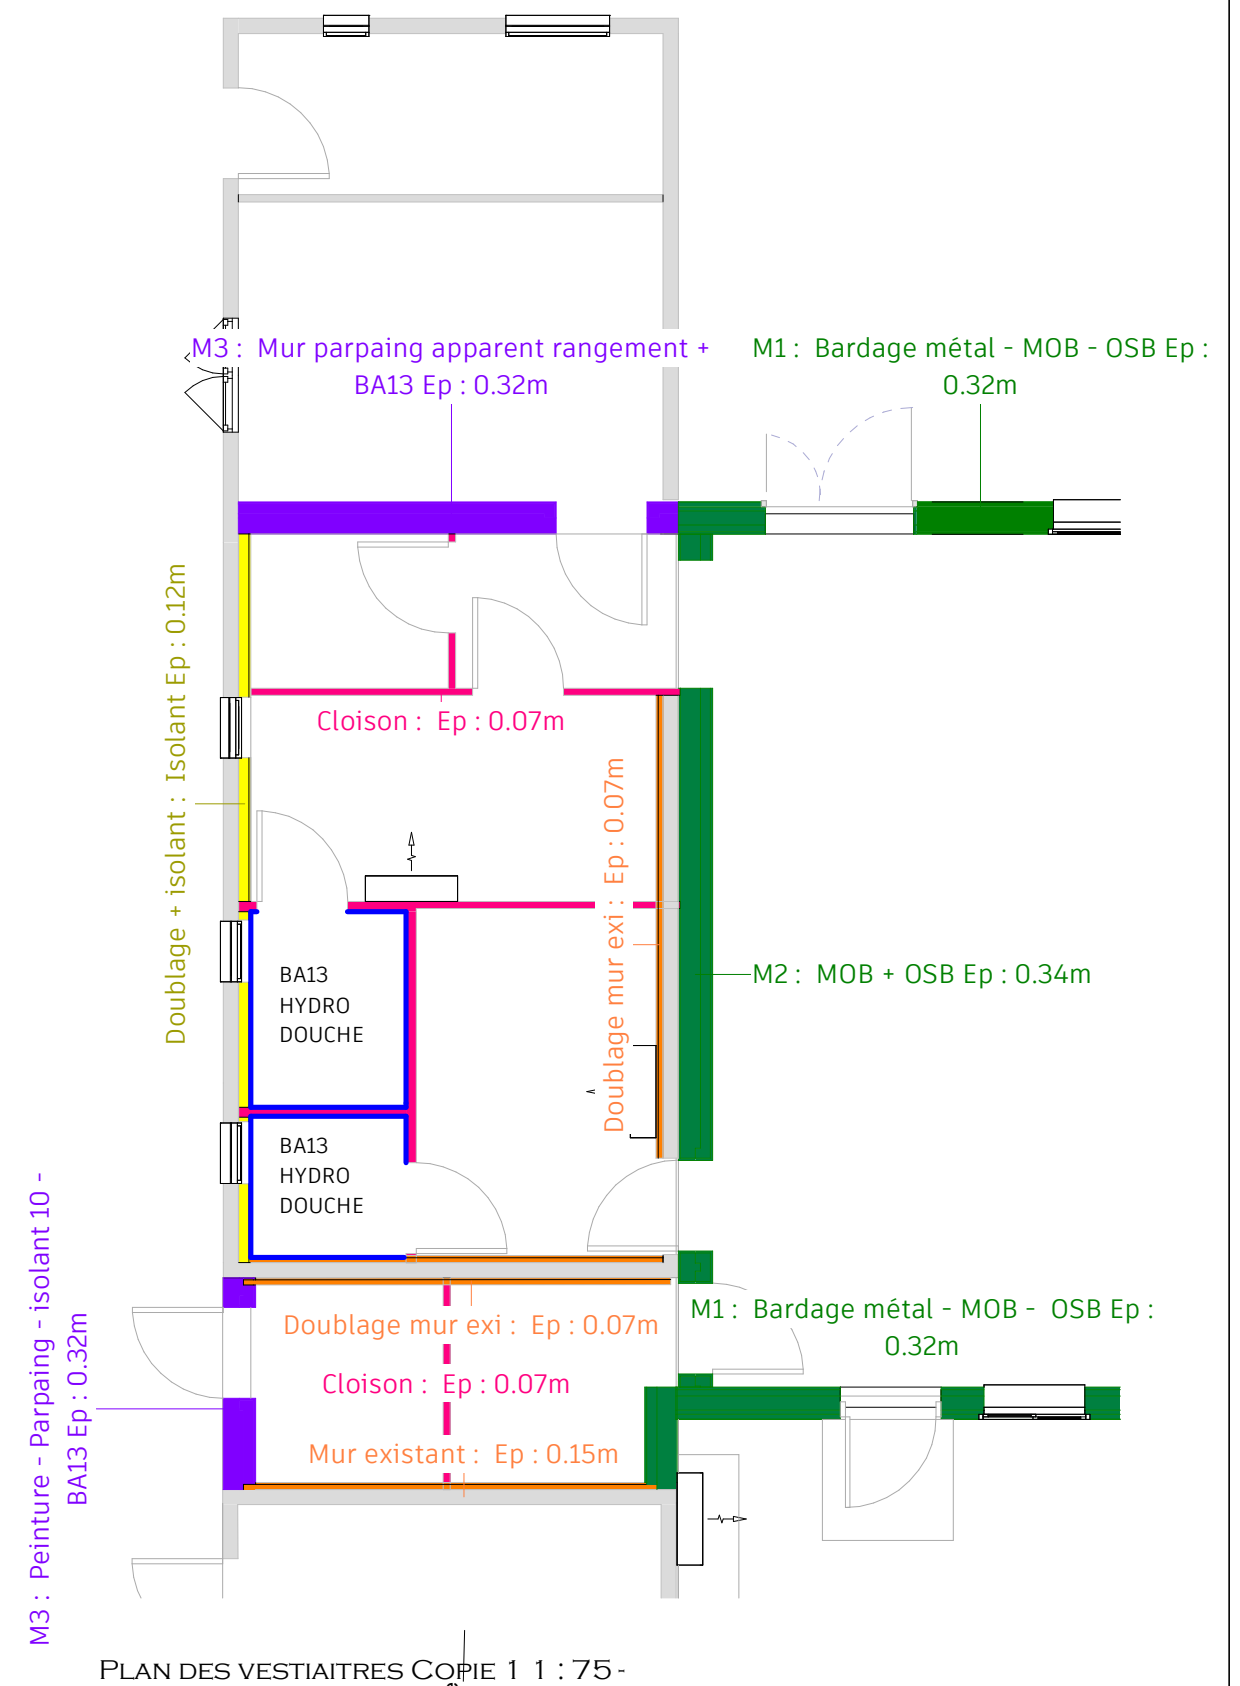 M3 :  Mur parpaing apparent rangement +
BA13 Ep : 0.32m
M1 :  Bardage métal - MOB - OSB Ep :
0.32m
Doublage + isolant :  Isolant Ep : 0.12m
Cloison :  Ep : 0.07m
Doublage mur exi :  Ep : 0.07m
BA13
HYDRO
DOUCHE
M2 :  MOB + OSB Ep : 0.34m
BA13
HYDRO
DOUCHE
M3 :  Peinture - Parpaing - isolant 10 -
BA13 Ep : 0.32m
Doublage mur exi :  Ep : 0.07m
M1 :  Bardage métal - MOB -  OSB Ep :
0.32m
Cloison :  Ep : 0.07m
Mur existant :  Ep : 0.15m
PLAN DES VESTIAITRES COPIE 1 1 : 75 -